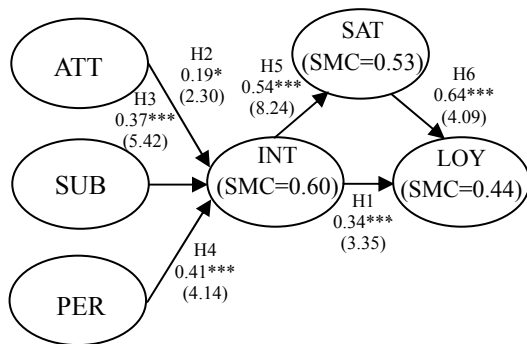 ATT
H2
0.19*
(2.30)
H3
0.37***
(5.42)
SUB
H4
0.41***
(4.14)
PER
INT
(SMC=0.60)
H5
0.54***
(8.24)
SAT
(SMC=0.53)
H6
0.64***
(4.09)
H1
0.34***
(3.35)
LOY
(SMC=0.44)